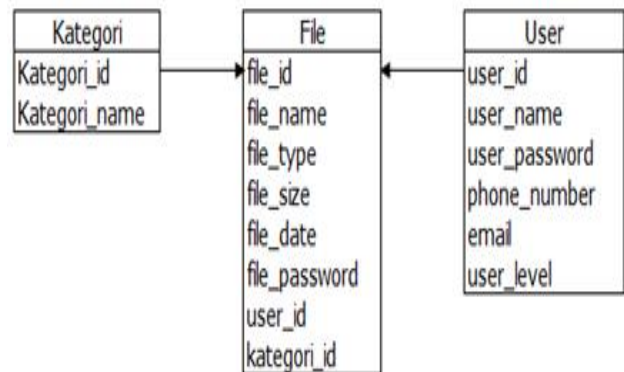 Kategori
Kategori_id
Kategori_name
File
file_id
file_name
file_type
file_size
file_date
file_password
user_id
kategori_id
User
user_id
user_name
user_password
phone_number
email
user_level